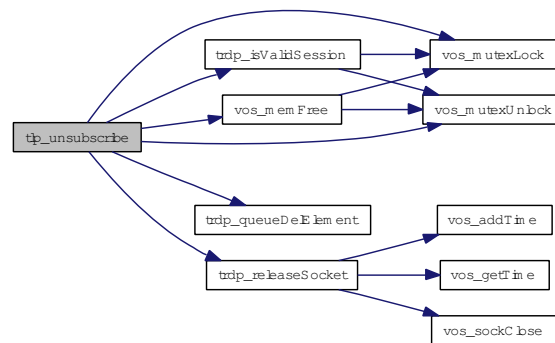 tlp_unsubscribe
trdp_isValidSession
vos_memFree
trdp_queueDelElement
trdp_releaseSocket
vos_mutexLock
vos_mutexUnlock
vos_addTime
vos_getTime
vos_sockClose